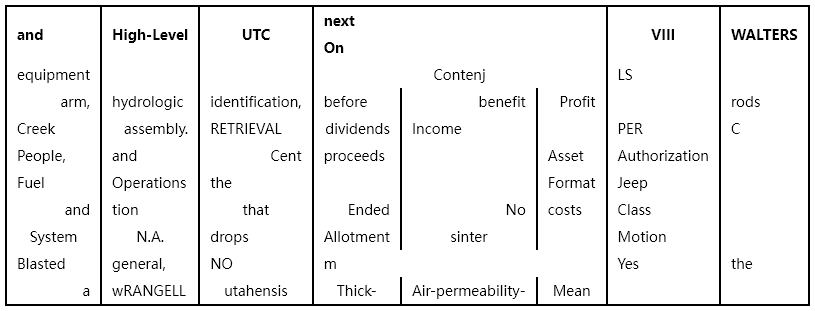 and High-Level UTC next On VIII WALTERS
equipment Contenj LS
arm, hydrologic identification, before benefit Profit rods
Creek assembly. RETRIEVAL dividends Income PER C
People, and Cent proceeds Asset Authorization
Fuel Operations the Format Jeep
and tion that Ended No costs Class
System N.A. drops Allotment sinter Motion
Blasted general, NO m Yes the
a wRANGELL utahensis Thick- Air-permeability- Mean